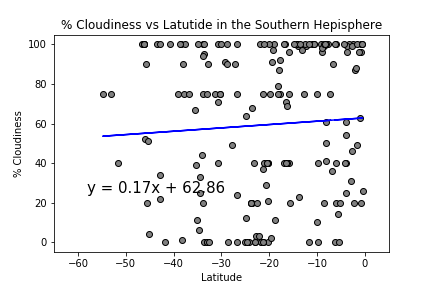 % Cloudiness vs Latutide in the Southern Hepisphere
100
80
60
40
20
0
% Cloudiness
y = 0.17x + 62.86
−60 −50 −40 −30 −20 −10 0
Latitude